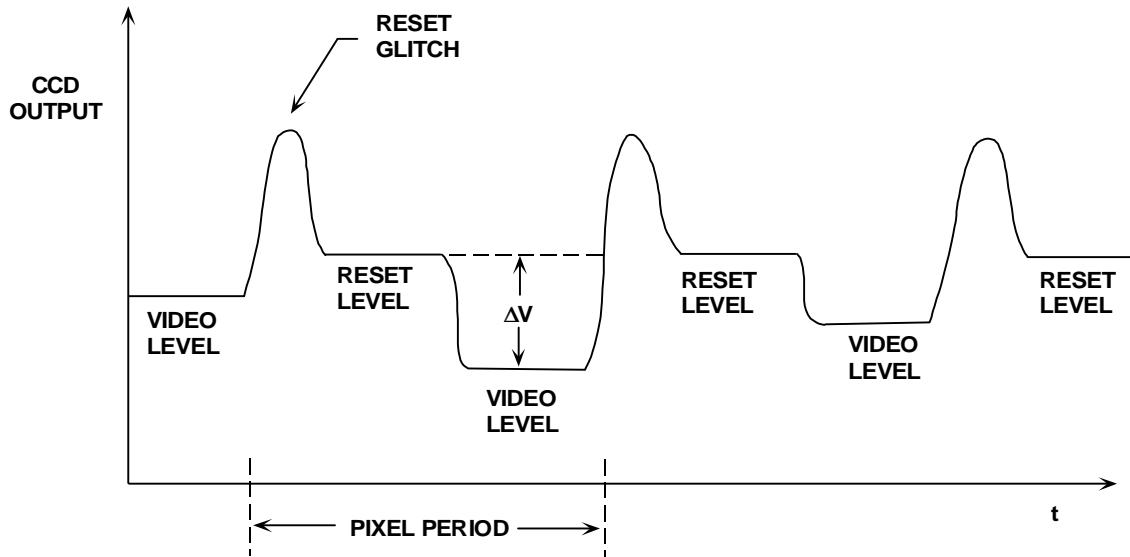 RESET
GLITCH
CCD
OUTPUT
RESET
LEVEL
RESET
LEVEL
RESET
LEVEL
VIDEO
LEVEL
ΔV
VIDEO
LEVEL
VIDEO
LEVEL
t
PIXEL PERIOD